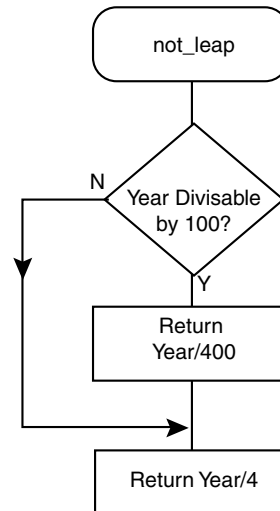 not_leap
N
Year Divisable
by 100?
Y
Return
Year/400
Return Year/4